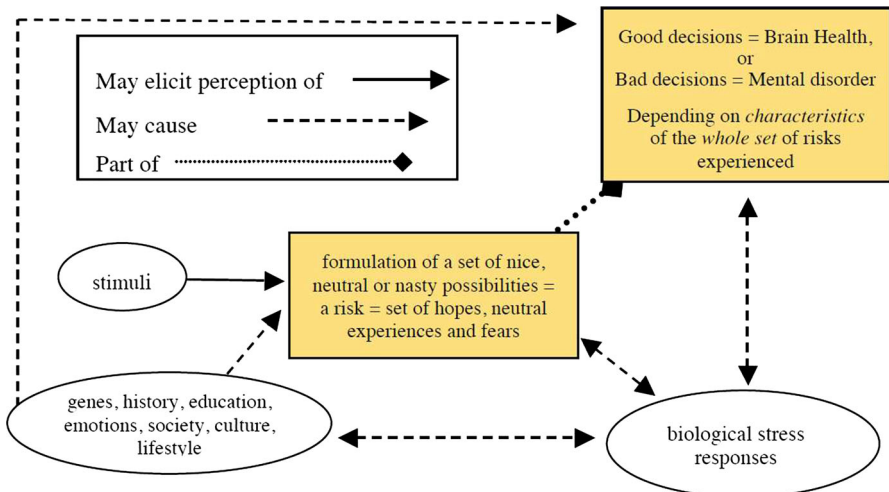 Good decisions = Brain Health,
or
Bad decisions = Mental disorder
Depending on characteristics
of the whole set of risks
experienced
May elicit perception of
May cause
Part of
stimuli
formulation of a set of nice,
neutral or nasty possibilities =
a risk = set of hopes, neutral
experiences and fears
genes, history, education,
emotions, society, culture,
lifestyle
biological stress
responses